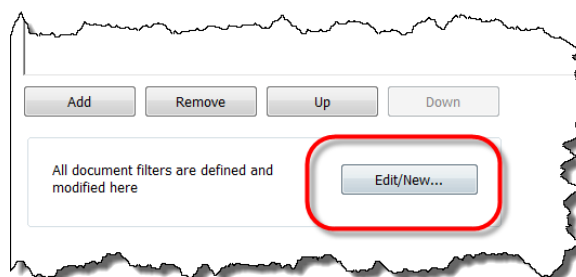 Add Remove Up Down
All document filters are defined and
modified here
Edit/New...